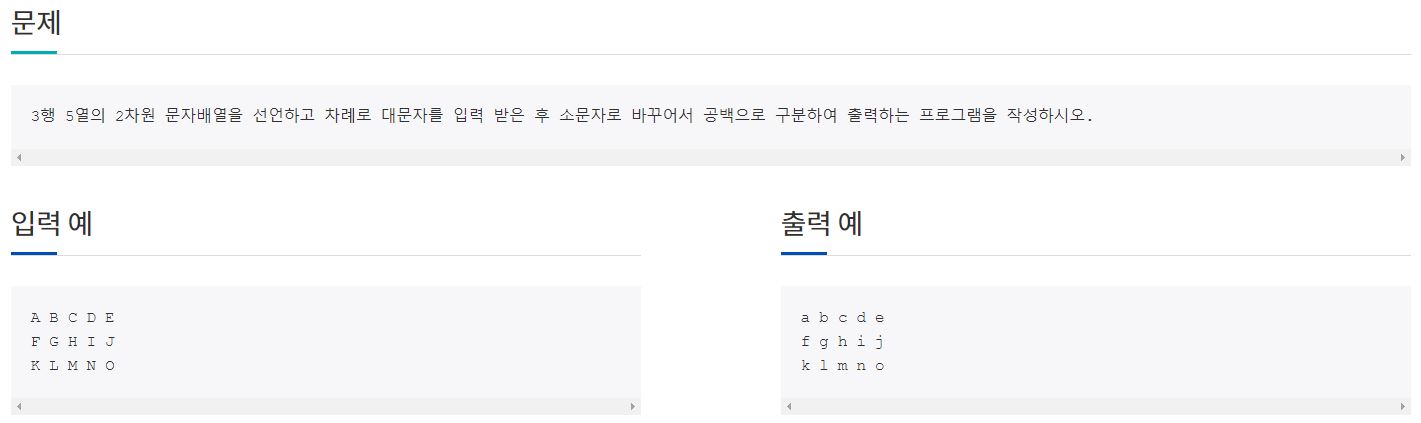 문제
3행 5열의 2차원 문자배열을 선언하고 차례로 대문자를 입력 받은 후 소문자로 바꾸어서 공백으로 구분하여 출력하는 프로그램을 작성하시오.
입력 예
A B C D E
F G H I J
K L M N O
출력 예
a b c d e
f g h i j
k l m n o